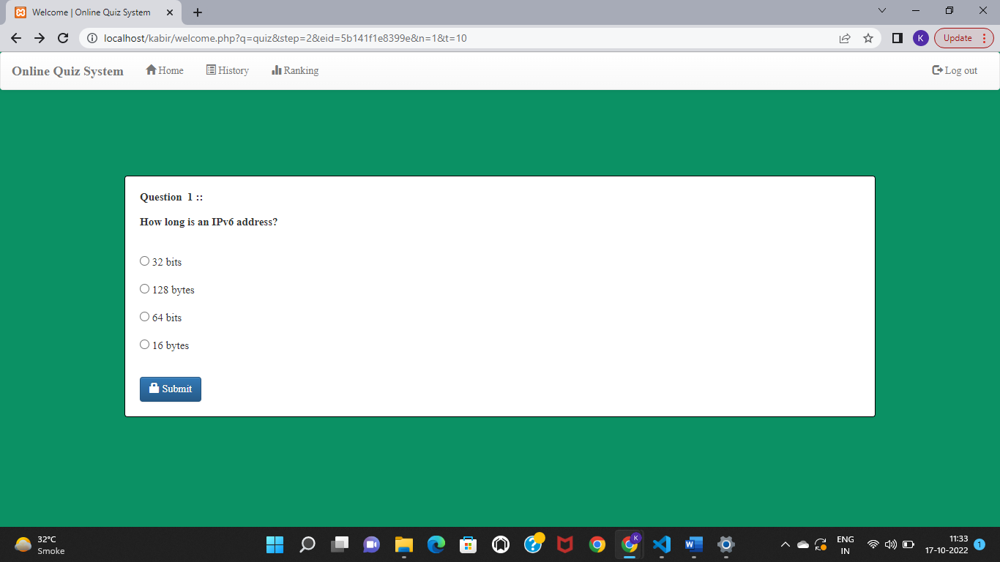 Welcome | Online Quiz System
localhost/kabir/welcome.php?q=quiz&step=2&eid=5b141f1e8399e&n=1&t=10
K
Update
Online Quiz System Home History Ranking Log out
Question 1 ::
How long is an IPv6 address?
32 bits
128 bytes
64 bits
16 bytes
Submit
32°C
Smoke
K
W
ENG
IN
11:33
17-10-2022
1